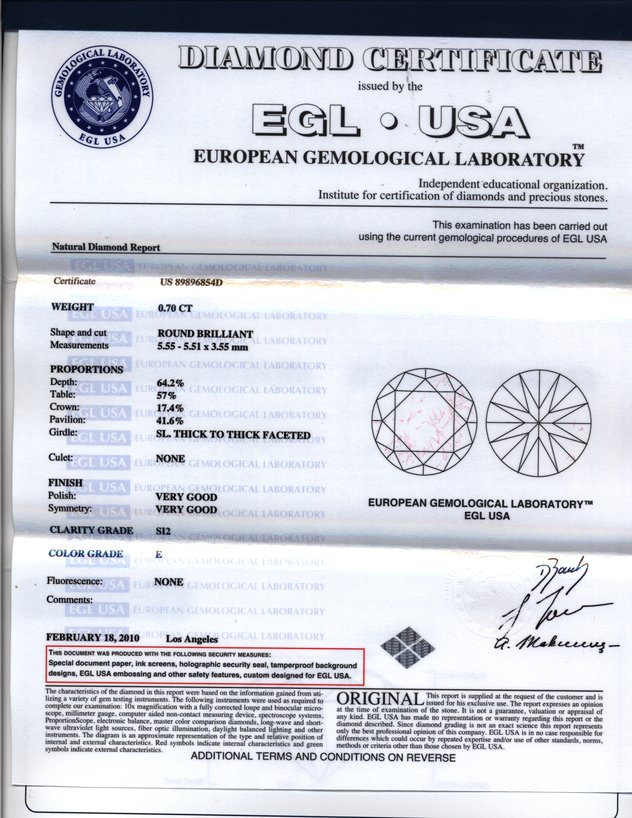 GEMOLOGICAL LABORATORY
EGL USA
DIAMOND CERTIFICATE
issued by the
EGL • USA
EUROPEAN GEMOLOGICAL LABORATORY™
Independent educational organization.
Institute for certification of diamonds and precious stones.
This examination has been carried out
using the current gemological procedures of EGL USA
Natural Diamond Report
Certificate US 89896854D
WEIGHT 0.70 CT
Shape and cut ROUND BRILLIANT
Measurements 5.55 - 5.51 x 3.55 mm
PROPORTIONS
Depth: 64.2%
Table: 57%
Crown: 17.4%
Pavilion: 41.6%
Girdle: SL. THICK TO THICK FACETED
Culet: NONE
FINISH
Polish: VERY GOOD
Symmetry: VERY GOOD
CLARITY GRADE SI2
COLOR GRADE E
Fluorescence: NONE
Comments:
FEBRUARY 18, 2010 Los Angeles
EUROPEAN GEMOLOGICAL LABORATORY™
EGL USA
THIS DOCUMENT WAS PRODUCED WITH THE FOLLOWING SECURITY MEASURES:
Special document paper, ink screens, holographic security seal, tamperproof background
designs, EGL USA embossing and other safety features, custom designed for EGL USA.
The characteristics of the diamond in this report were based on the information gained from uti-
lizing a variety of gem testing instruments. The following instruments were used as required to
complete our examination: 10x magnification with a fully corrected loupe and binocular micro-
scope, millimeter gauge, computer aided non-contact measuring device, spectroscope systems,
ProportionScope, electronic balance, master color comparison diamonds, long-wave and short-
wave ultraviolet light sources, fiber optic illumination, daylight balanced lighting and other
instruments. The diagram is an approximate representation of the type and relative position of
internal and external characteristics. Red symbols indicate internal characteristics and green
symbols indicate external characteristics.
ORIGINAL This report is supplied at the request of the customer and is
issued for his exclusive use. The report expresses an opinion
at the time of examination of the stone. It is not a guarantee, valuation or appraisal of
any kind. EGL USA has made no representation or warranty regarding this report or the
diamond described. Since diamond grading is not an exact science this report represents
only the best professional opinion of this company. EGL USA is in no case responsible for
differences which could occur by repeated expertise and/or use of other standards, norms,
methods or criteria other than those chosen by EGL USA.
ADDITIONAL TERMS AND CONDITIONS ON REVERSE